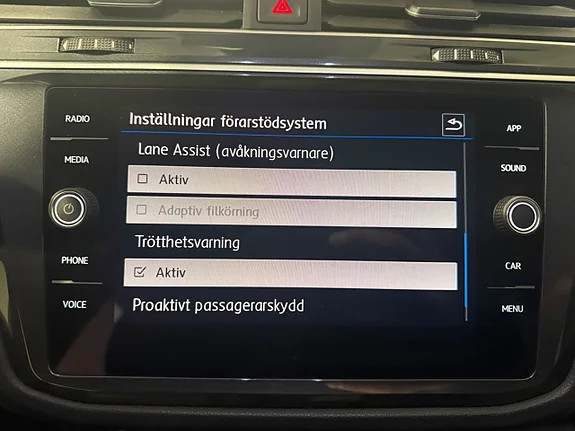 RADIO
MEDIA
PHONE
VOICE
Inställningar förarstödsystem
Lane Assist (avåkningsvarnare)
Aktiv
Adaptiv filkörning
Trötthetsvarning
Aktiv
Proaktivt passagerarskydd
APP
SOUND
CAR
MENU